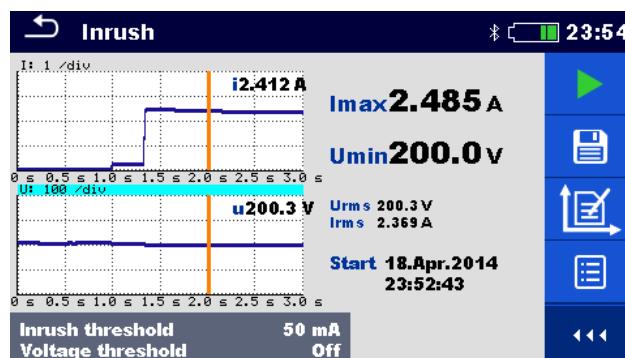 Inrush
23:54
I: 1 /div
i2.412 A
0 s 0.5 s 1.0 s 1.5 s 2.0 s 2.5 s 3.0 s
U: 100 /div
u200.3 V
0 s 0.5 s 1.0 s 1.5 s 2.0 s 2.5 s 3.0 s
Imax2.485 A
Umin200.0 V
Urms 200.3 V
Irms 2.369 A
Start 18.Apr.2014
23:52:43
Inrush threshold 50 mA
Voltage threshold Off